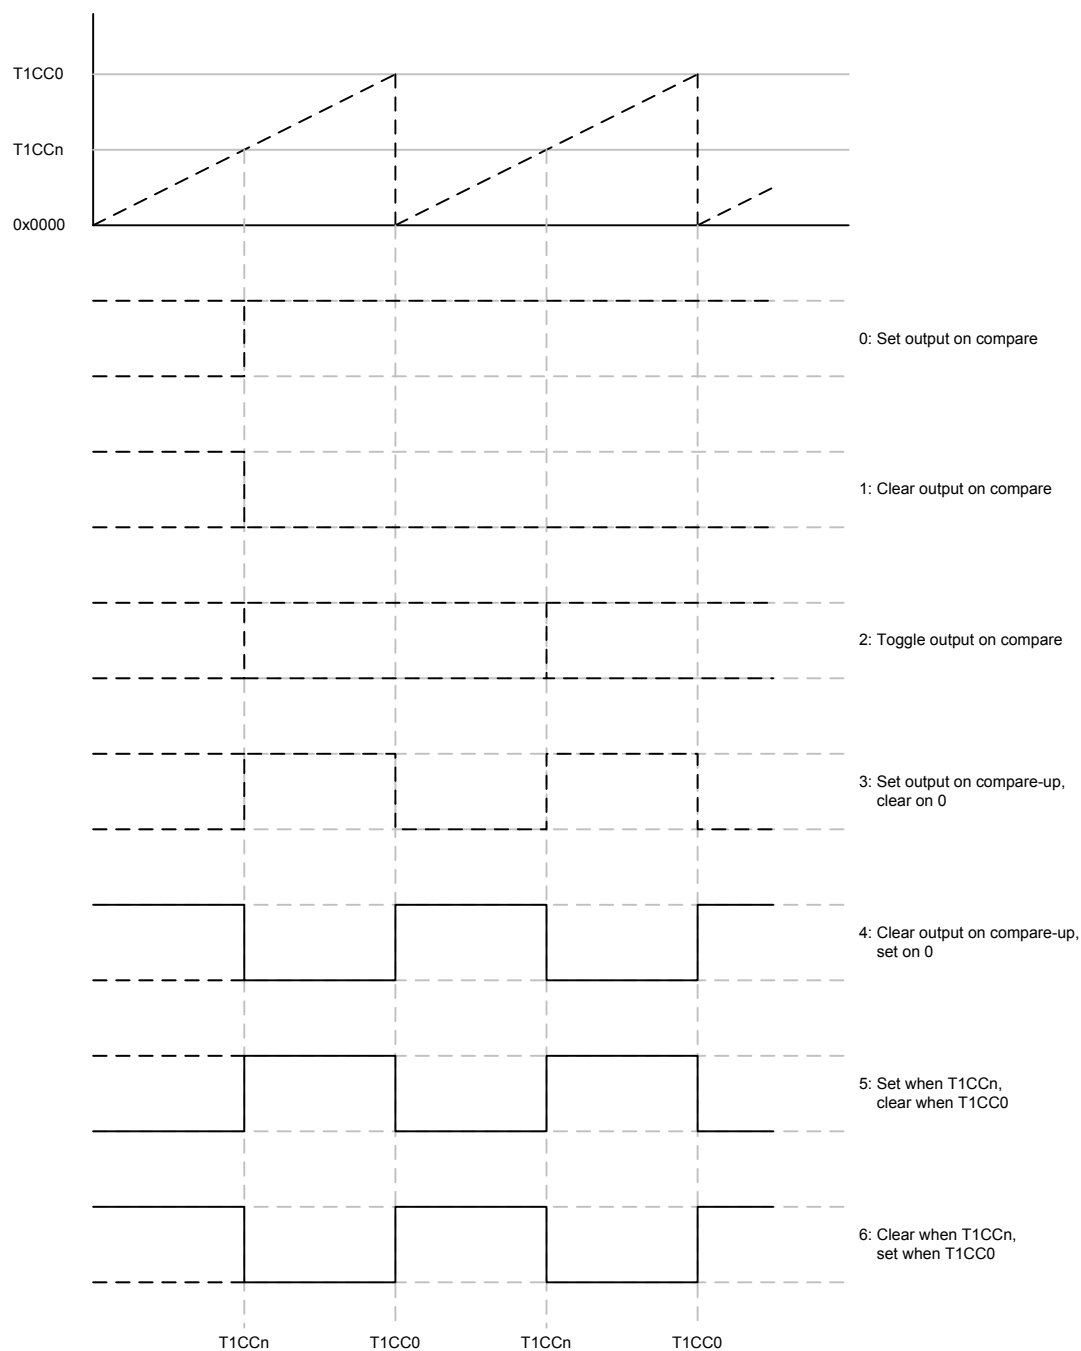 T1CC0
T1CCn
0x0000
0: Set output on compare
1: Clear output on compare
2: Toggle output on compare
3: Set output on compare-up,
clear on 0
4: Clear output on compare-up,
set on 0
5: Set when T1CCn,
clear when T1CC0
6: Clear when T1CCn,
set when T1CC0
T1CCn T1CC0 T1CCn T1CC0